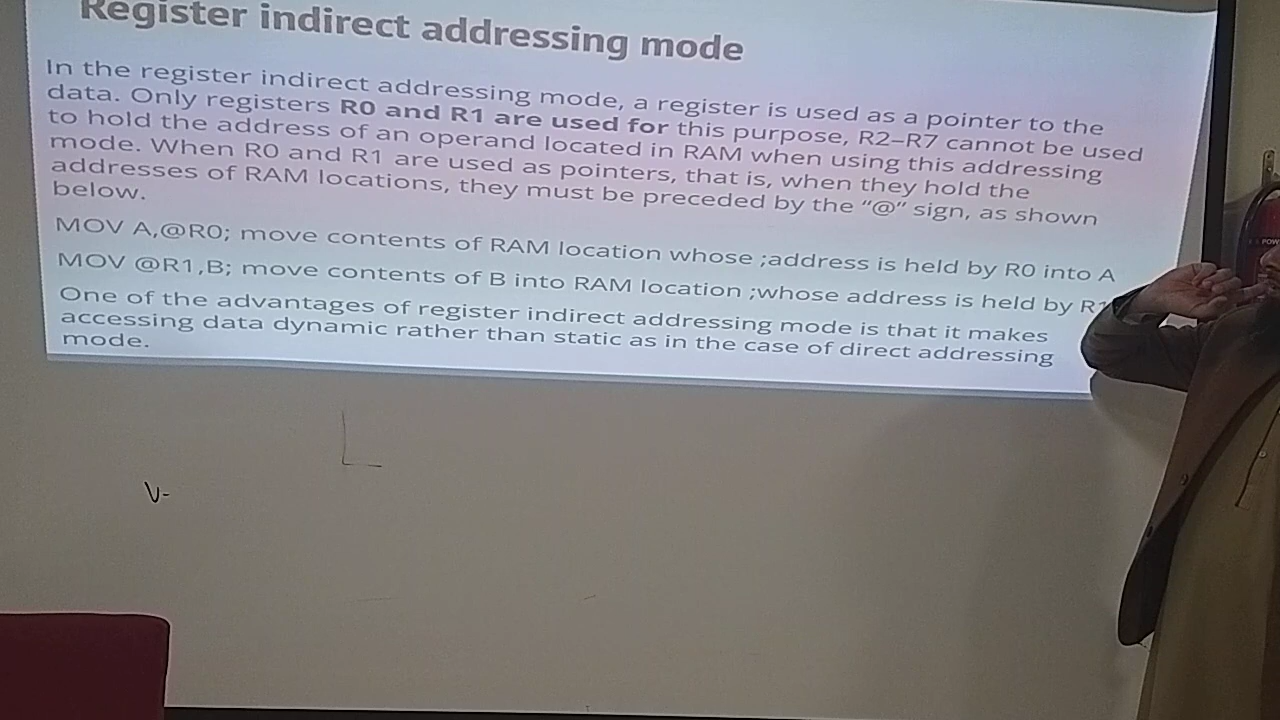 Register indirect addressing mode
In the register indirect addressing mode, a register is used as a pointer to the
data. Only registers R0 and R1 are used for this purpose, R2–R7 cannot be used
to hold the address of an operand located in RAM when using this addressing
mode. When R0 and R1 are used as pointers, that is, when they hold the
addresses of RAM locations, they must be preceded by the “@” sign, as shown
below.
MOV A,@R0; move contents of RAM location whose ;address is held by R0 into A
MOV @R1,B; move contents of B into RAM location ;whose address is held by R1
One of the advantages of register indirect addressing mode is that it makes
accessing data dynamic rather than static as in the case of direct addressing
mode.
V-